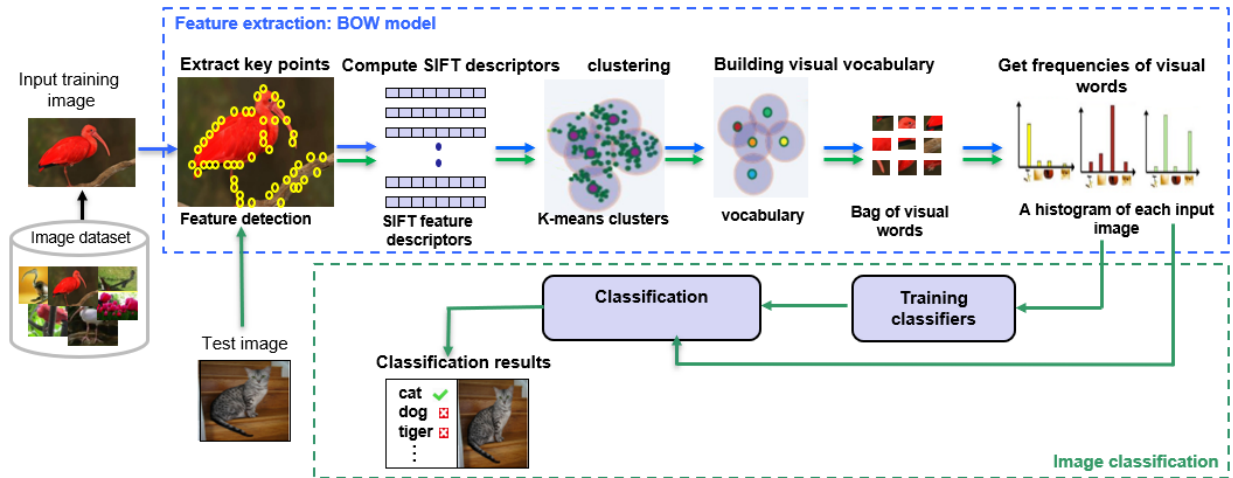 Feature extraction: BOW model
Input training
image
Image dataset
Extract key points
Feature detection
Compute SIFT descriptors
SIFT feature
descriptors
clustering
K-means clusters
Building visual vocabulary
vocabulary
Bag of visual
words
Get frequencies of visual
words
A histogram of each input
image
Test image
Classification
Training
classifiers
Classification results
cat
dog
tiger
Image classification